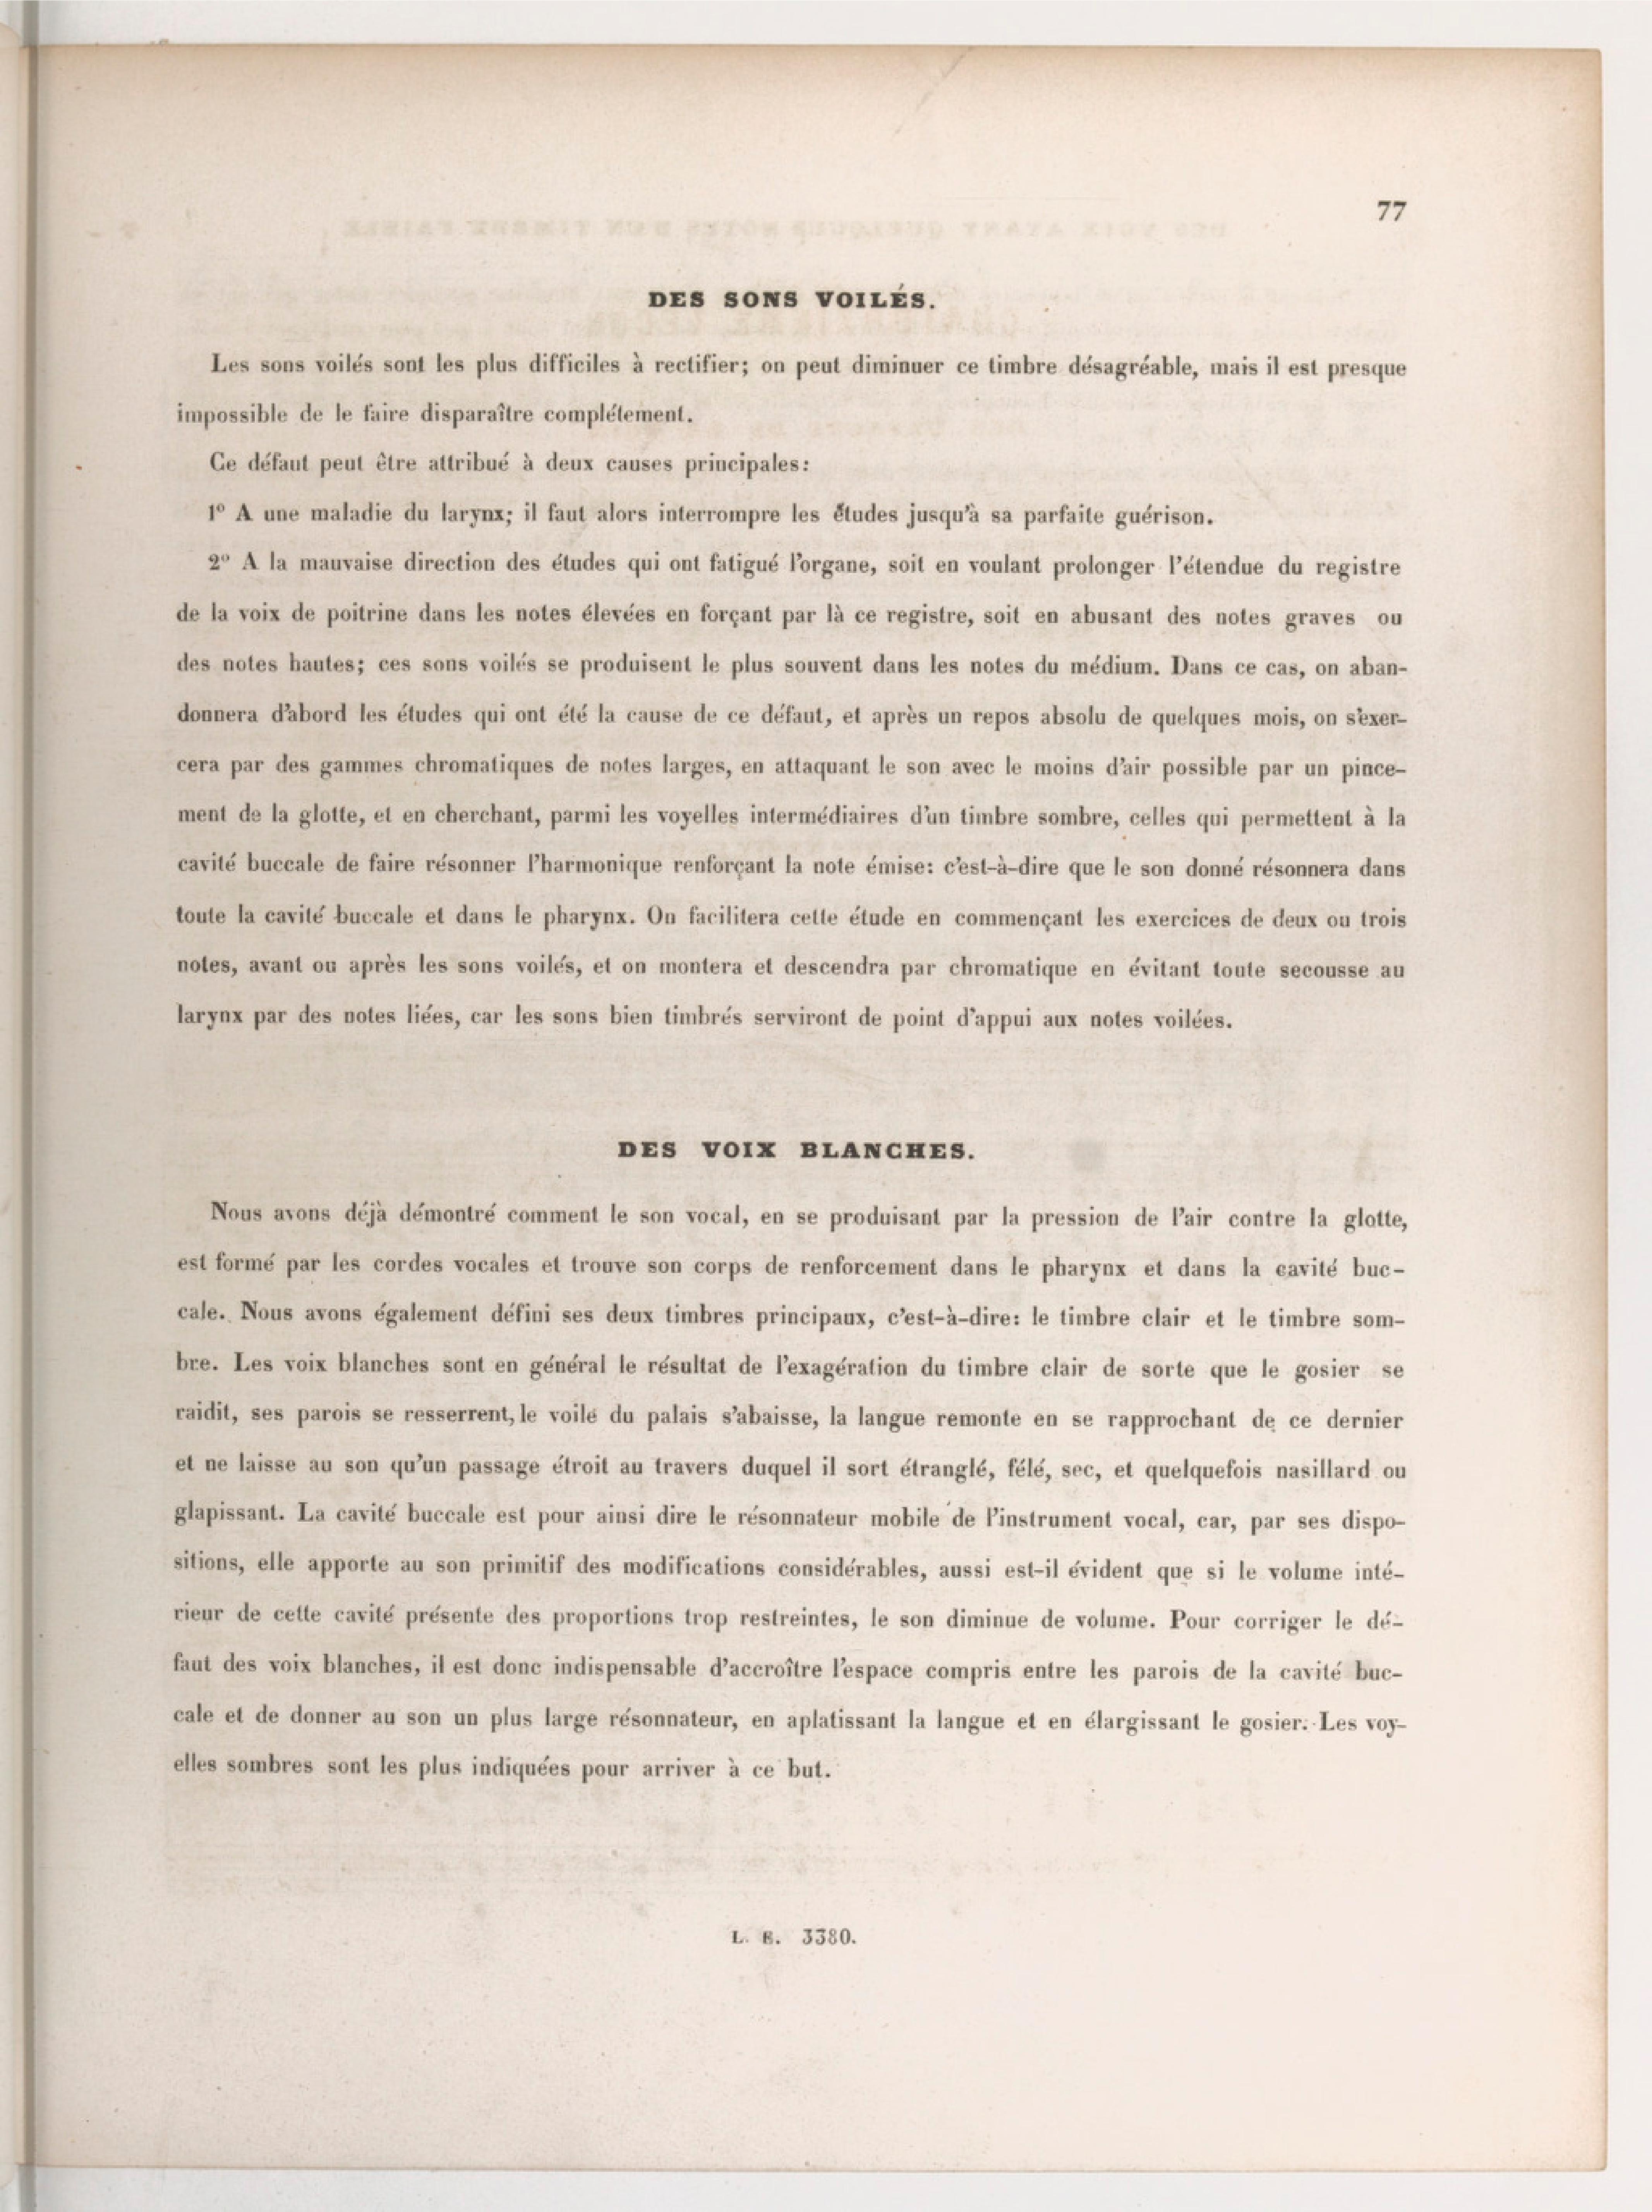 77
DES SONS VOILÉS.
Les sons voilés sont les plus difficiles à rectifier; on peut diminuer ce timbre désagréable, mais il est presque
impossible de le faire disparaître complétement.
Ce défaut peut être attribué à deux causes principales:
1º A une maladie du larynx; il faut alors interrompre les études jusqu'à sa parfaite guérison.
2º A la mauvaise direction des études qui ont fatigué l'organe, soit en voulant prolonger l'étendue du registre
de la voix de poitrine dans les notes élevées en forçant par là ce registre, soit en abusant des notes graves ou
des notes hautes; ces sons voilés se produisent le plus souvent dans les notes du médium. Dans ce cas, on aban-
donnera d'abord les études qui ont été la cause de ce défaut, et après un repos absolu de quelques mois, on s'exer-
cera par des gammes chromatiques de notes larges, en attaquant le son avec le moins d'air possible par un pince-
ment de la glotte, et en cherchant, parmi les voyelles intermédiaires d'un timbre sombre, celles qui permettent à la
cavité buccale de faire résonner l'harmonique renforçant la note émise: c'est-à-dire que le son donné résonnera dans
toute la cavité buccale et dans le pharynx. On facilitera cette étude en commençant les exercices de deux ou trois
notes, avant ou après les sons voilés, et on montera et descendra par chromatique en évitant toute secousse au
larynx par des notes liées, car les sons bien timbrés serviront de point d'appui aux notes voilées.
DES VOIX BLANCHES.
Nous avons déjà démontré comment le son vocal, en se produisant par la pression de l'air contre la glotte,
est formé par les cordes vocales et trouve son corps de renforcement dans le pharynx et dans la cavité buc-
cale. Nous avons également défini ses deux timbres principaux, c'est-à-dire: le timbre clair et le timbre som-
bre. Les voix blanches sont en général le résultat de l'exagération du timbre clair de sorte que le gosier se
raidit, ses parois se resserrent, le voile du palais s'abaisse, la langue remonte en se rapprochant de ce dernier
et ne laisse au son qu'un passage étroit au travers duquel il sort étranglé, félé, sec, et quelquefois nasillard ou
glapissant. La cavité buccale est pour ainsi dire le résonnateur mobile de l'instrument vocal, car, par ses dispo-
sitions, elle apporte au son primitif des modifications considérables, aussi est-il évident que si le volume inté-
rieur de cette cavité présente des proportions trop restreintes, le son diminue de volume. Pour corriger le dé-
faut des voix blanches, il est donc indispensable d'accroître l'espace compris entre les parois de la cavité buc-
cale et de donner au son un plus large résonnateur, en aplatissant la langue et en élargissant le gosier. Les voy-
elles sombres sont les plus indiquées pour arriver à ce but.
L. E. 3380.